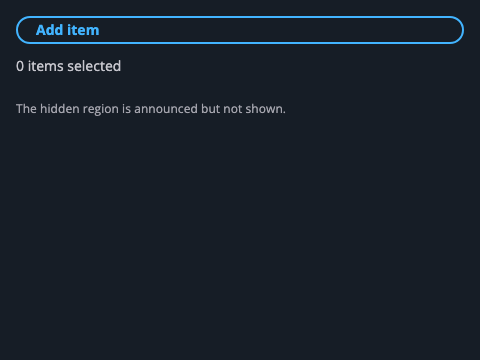 Add item
0 items selected
The hidden region is announced but not shown.